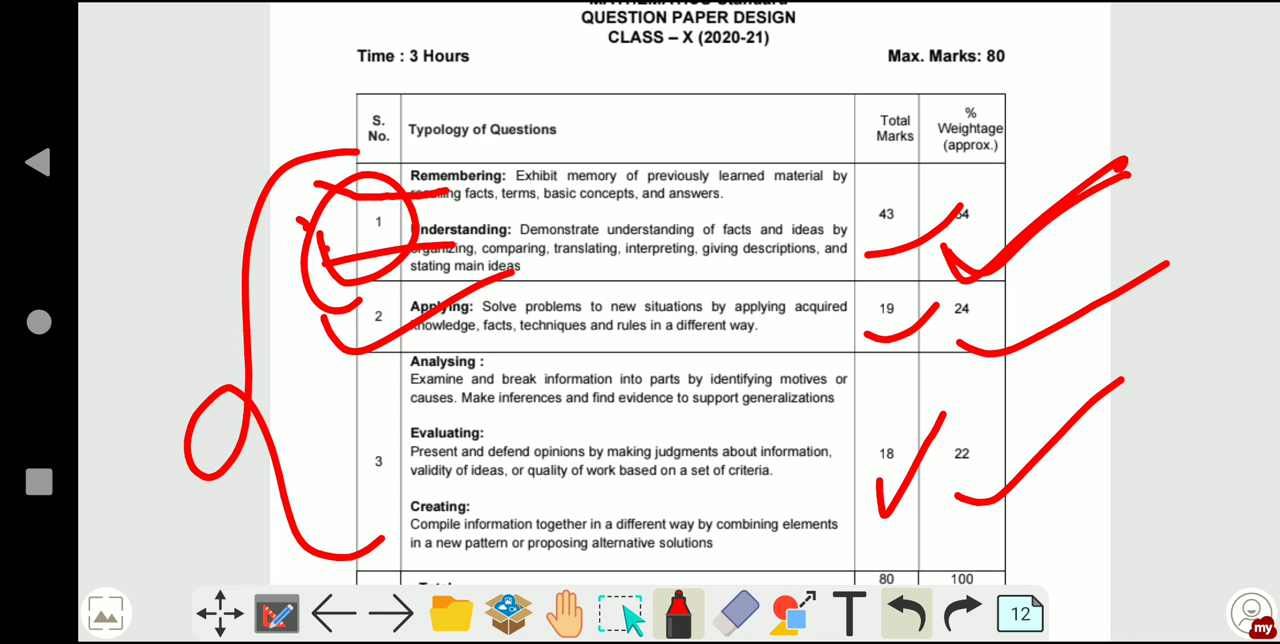 MATHEMATICS-Standard
QUESTION PAPER DESIGN
CLASS – X (2020-21)
Time : 3 Hours Max. Marks: 80
S. No. Typology of Questions Total Marks % Weightage (approx.)
Remembering: Exhibit memory of previously learned material by
recalling facts, terms, basic concepts, and answers.
1 43 54
Understanding: Demonstrate understanding of facts and ideas by
organizing, comparing, translating, interpreting, giving descriptions, and
stating main ideas
Applying: Solve problems to new situations by applying acquired
2 19 24
knowledge, facts, techniques and rules in a different way.
Analysing :
Examine and break information into parts by identifying motives or
causes. Make inferences and find evidence to support generalizations
Evaluating:
Present and defend opinions by making judgments about information,
3 18 22
validity of ideas, or quality of work based on a set of criteria.
Creating:
Compile information together in a different way by combining elements
in a new pattern or proposing alternative solutions
80 100
T
12
my